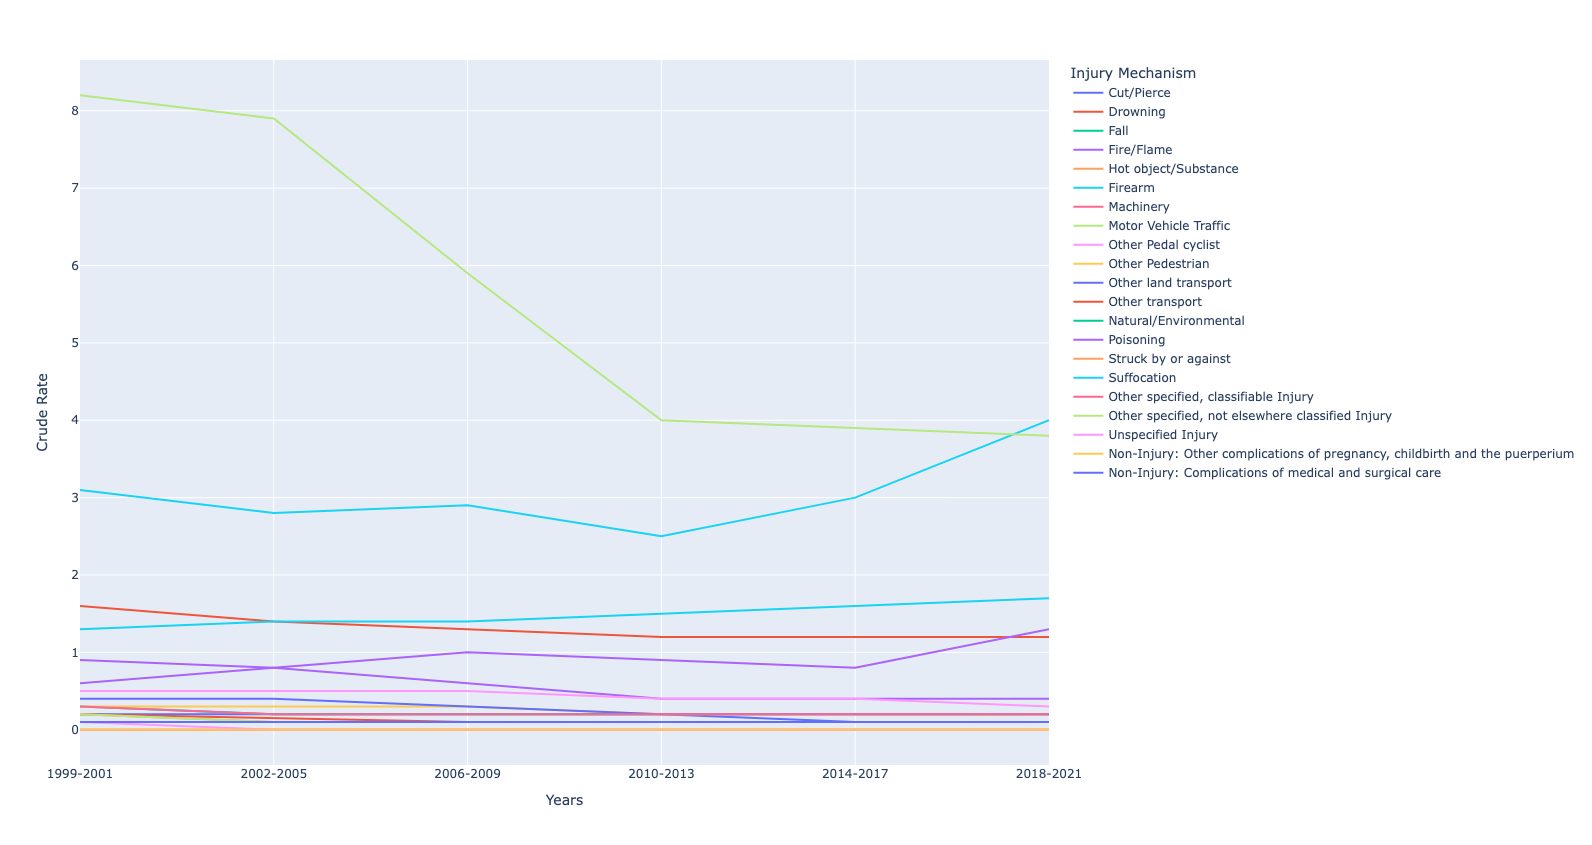 Injury Mechanism
Cut/Pierce
Drowning
Fall
Fire/Flame
Hot object/Substance
Firearm
Machinery
Motor Vehicle Traffic
Other Pedal cyclist
Other Pedestrian
Other land transport
Other transport
Natural/Environmental
Poisoning
Struck by or against
Suffocation
Other specified, classifiable Injury
Other specified, not elsewhere classified Injury
Unspecified Injury
Non-Injury: Other complications of pregnancy, childbirth and the puerperium
Non-Injury: Complications of medical and surgical care
8
7
6
5
4
3
2
1
0
Crude Rate
1999-2001 2002-2005 2006-2009 2010-2013 2014-2017 2018-2021
Years